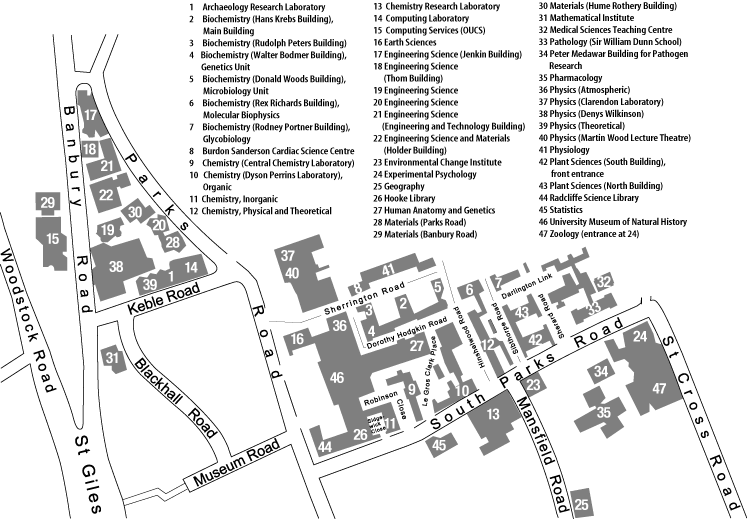 1 Archaeology Research Laboratory
2 Biochemistry (Hans Krebs Building),
Main Building
3 Biochemistry (Rudolph Peters Building)
4 Biochemistry (Walter Bodmer Building),
Genetics Unit
5 Biochemistry (Donald Woods Building),
Microbiology Unit
6 Biochemistry (Rex Richards Building),
Molecular Biophysics
7 Biochemistry (Rodney Portner Building),
Glycobiology
8 Burdon Sanderson Cardiac Science Centre
9 Chemistry (Central Chemistry Laboratory)
10 Chemistry (Dyson Perrins Laboratory),
Organic
11 Chemistry, Inorganic
12 Chemistry, Physical and Theoretical
13 Chemistry Research Laboratory
14 Computing Laboratory
15 Computing Services (OUCS)
16 Earth Sciences
17 Engineering Science (Jenkin Building)
18 Engineering Science
(Thom Building)
19 Engineering Science
20 Engineering Science
21 Engineering Science
(Engineering and Technology Building)
22 Engineering Science and Materials
(Holder Building)
23 Environmental Change Institute
24 Experimental Psychology
25 Geography
26 Hooke Library
27 Human Anatomy and Genetics
28 Materials (Parks Road)
29 Materials (Banbury Road)
30 Materials (Hume Rothery Building)
31 Mathematical Institute
32 Medical Sciences Teaching Centre
33 Pathology (Sir William Dunn School)
34 Peter Medawar Building for Pathogen
Research
35 Pharmacology
36 Physics (Atmospheric)
37 Physics (Clarendon Laboratory)
38 Physics (Denys Wilkinson)
39 Physics (Theoretical)
40 Physics (Martin Wood Lecture Theatre)
41 Physiology
42 Plant Sciences (South Building),
front entrance
43 Plant Sciences (North Building)
44 Radcliffe Science Library
45 Statistics
46 University Museum of Natural History
47 Zoology (entrance at 24)
Banbury Road
Parks Road
Woodstock Road
Keble Road
Blackhall Road
Museum Road
St Giles
Sherrington Road
Dorothy Hodgkin Road
Robinson Close
Sidgwick Close
Le Gros Clark Place
Hinshelwood Road
Sibthorpe Road
Darlington Link
Sherard Road
South Parks Road
Mansfield Road
St Cross Road
17
18
21
22
29
15
30
19
20
28
38
39
1
14
31
37
40
41
8
3
2
5
4
36
16
27
46
6
7
12
43
42
32
33
9
10
11
26
44
45
13
23
24
34
47
35
25